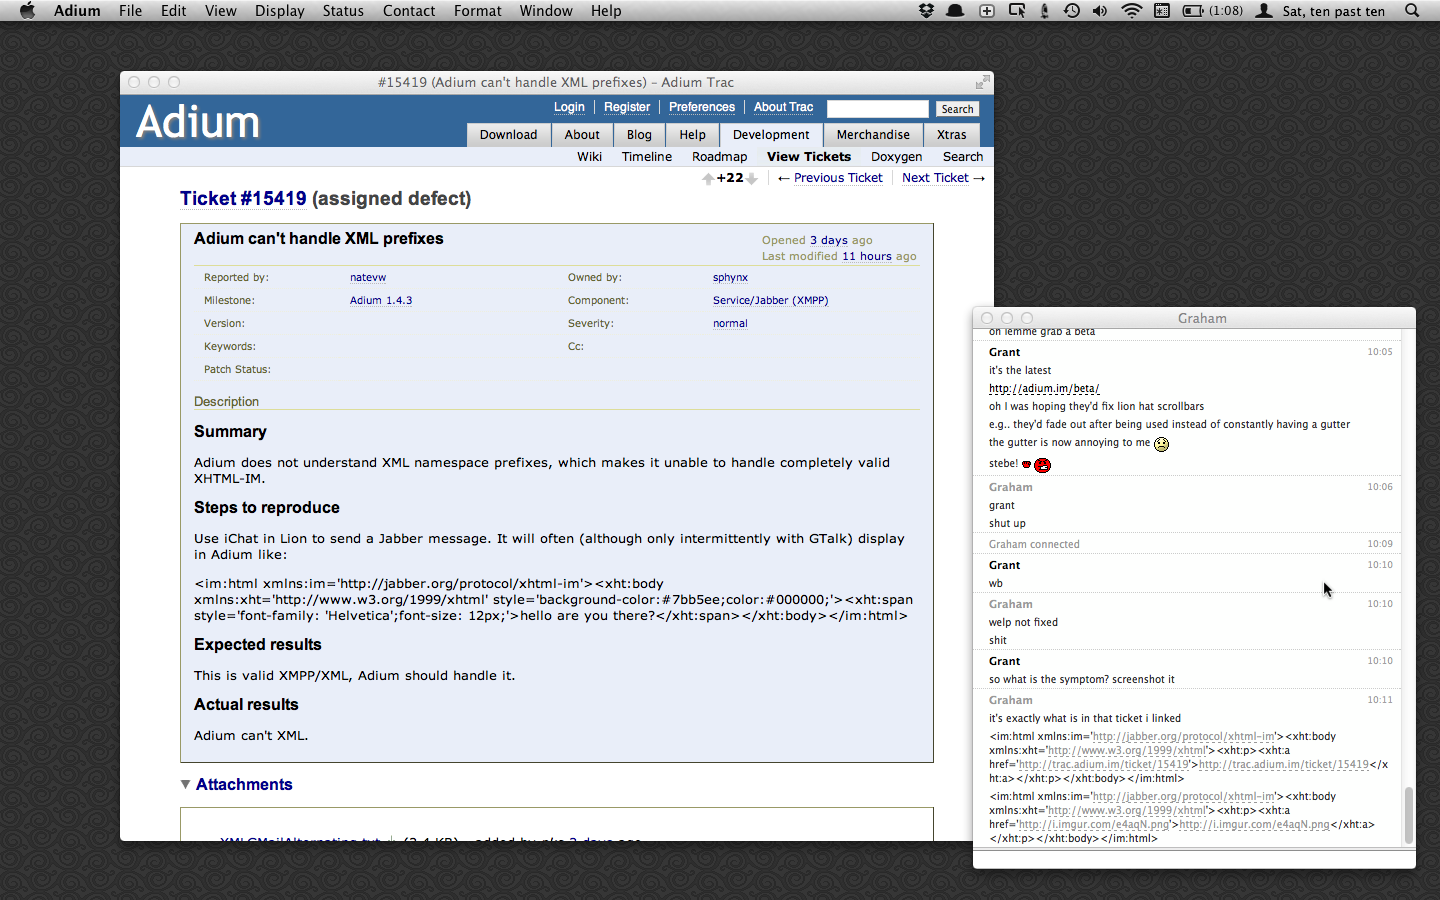 Adium File Edit View Display Status Contact Format Window Help
(1:08) Sat, ten past ten
#15419 (Adium can't handle XML prefixes) – Adium Trac
Adium
Login Register Preferences About Trac Search
Download About Blog Help Development Merchandise Xtras
Wiki Timeline Roadmap View Tickets Doxygen Search
+22 ← Previous Ticket Next Ticket →
Ticket #15419 (assigned defect)
Adium can't handle XML prefixes
Opened 3 days ago
Last modified 11 hours ago
Reported by: natevw Owned by: sphynx
Milestone: Adium 1.4.3 Component: Service/Jabber (XMPP)
Version: Severity: normal
Keywords: Cc:
Patch Status:
Description
Summary
Adium does not understand XML namespace prefixes, which makes it unable to handle completely valid
XHTML-IM.
Steps to reproduce
Use iChat in Lion to send a Jabber message. It will often (although only intermittently with GTalk) display
in Adium like:
<im:html xmlns:im='http://jabber.org/protocol/xhtml-im'><xht:body
xmlns:xht='http://www.w3.org/1999/xhtml' style='background-color:#7bb5ee;color:#000000;'><xht:span
style='font-family: 'Helvetica';font-size: 12px;'>hello are you there?</xht:span></xht:body></im:html>
Expected results
This is valid XMPP/XML, Adium should handle it.
Actual results
Adium can't XML.
Attachments
Graham
oh lemme grab a beta
Grant 10:05
it's the latest
http://adium.im/beta/
oh I was hoping they'd fix lion hat scrollbars
e.g.. they'd fade out after being used instead of constantly having a gutter
the gutter is now annoying to me
stebe!
Graham 10:06
grant
shut up
Graham connected 10:09
Grant 10:10
wb
Graham 10:10
welp not fixed
shit
Grant 10:10
so what is the symptom? screenshot it
Graham 10:11
it's exactly what is in that ticket i linked
<im:html xmlns:im='http://jabber.org/protocol/xhtml-im'><xht:body
xmlns:xht='http://www.w3.org/1999/xhtml'><xht:p><xht:a
href='http://trac.adium.im/ticket/15419'>http://trac.adium.im/ticket/15419</x
ht:a></xht:p></xht:body></im:html>
<im:html xmlns:im='http://jabber.org/protocol/xhtml-im'><xht:body
xmlns:xht='http://www.w3.org/1999/xhtml'><xht:p><xht:a
href='http://i.imgur.com/e4aqN.png'>http://i.imgur.com/e4aqN.png</xht:a>
</xht:p></xht:body></im:html>